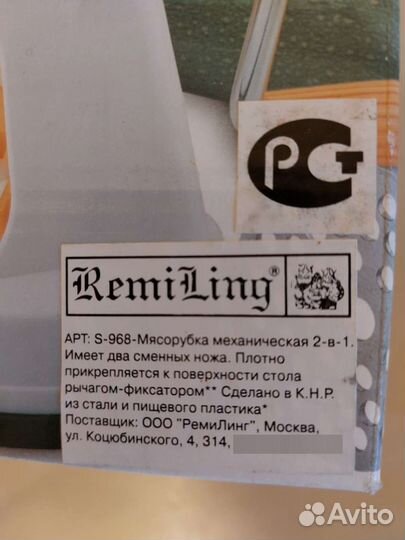 РСТ
RemiLing®
АРТ: S-968-Мясорубка механическая 2-в-1.
Имеет два сменных ножа. Плотно
прикрепляется к поверхности стола
рычагом-фиксатором** Сделано в К.Н.Р.
из стали и пищевого пластика*
Поставщик: ООО "РемиЛинг", Москва,
ул. Коцюбинского, 4, 314,
Avito